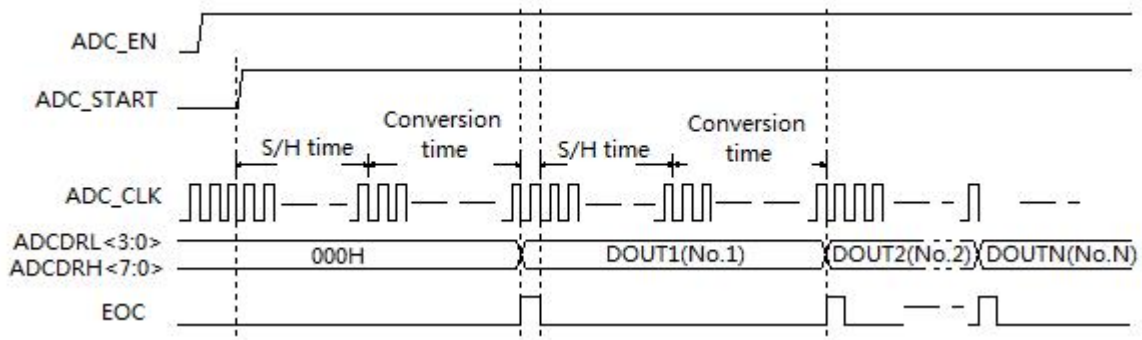 ADC_EN
ADC_START
Conversion
time
S/H time
Conversion
time
S/H time
ADC_CLK
ADCDRL<3:0>
ADCDRH<7:0>
000H
DOUT1(No.1)
DOUT2(No.2)
DOUTN(No.N)
EOC